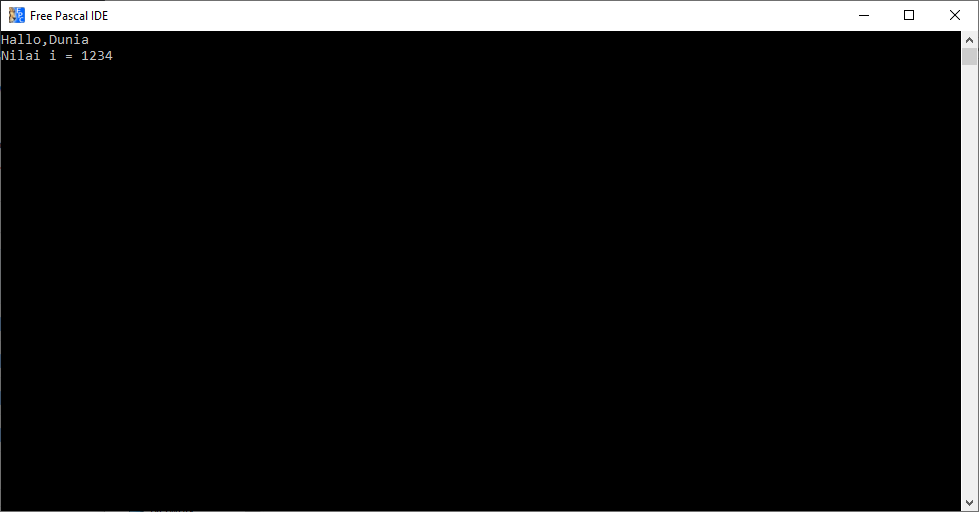 Free Pascal IDE
Hallo,Dunia
Nilai i = 1234